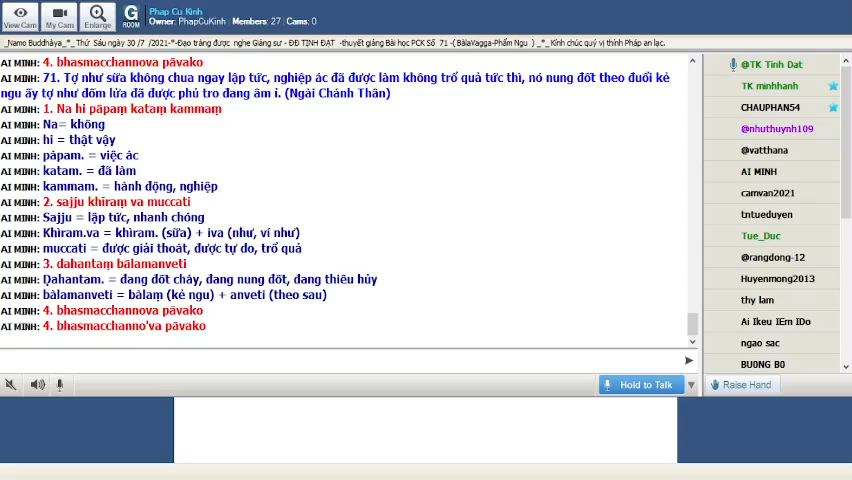 Phap Cu Kinh
Owner: PhapCuKinh | Members: 27 | Cams: 0
View Cam
My Cam
Enlarge
G
ROOM
_Namo Buddhàya_*_ Thứ Sáu ngày 30 /7 /2021-*-Đạo tràng được nghe Giảng sư - ĐĐ TỊNH ĐẠT -thuyết giảng Bài học PCK Số 71 -( BàlaVagga-Phẩm Ngu ) _*_ Kính chúc quý vị thính Pháp an lạc.
AI MINH: 4. bhasmacchannova pāvako
AI MINH: 71. Tợ như sữa không chua ngay lập tức, nghiệp ác đã được làm không trổ quả tức thì, nó nung đốt theo đuổi kẻ
ngu ấy tợ như đốm lửa đã được phủ tro đang âm ỉ. (Ngài Chánh Thân)
AI MINH: 1. Na hi pāpaṃ kataṃ kammaṃ
AI MINH: Na= không
AI MINH: hi = thật vậy
AI MINH: pàpam. = việc ác
AI MINH: katam. = đã làm
AI MINH: kammam. = hành động, nghiệp
AI MINH: 2. sajju khīraṃ va muccati
AI MINH: Sajju = lập tức, nhanh chóng
AI MINH: Khìram.va = khìram. (sữa) + iva (như, ví như)
AI MINH: muccati = được giải thoát, được tự do, trổ quả
AI MINH: 3. ḍahantaṃ bālamanveti
AI MINH: Ḍahantam. = đang đốt cháy, đang nung đốt, đang thiêu hủy
AI MINH: bàlamanveti = bàlaṃ (kẻ ngu) + anveti (theo sau)
AI MINH: 4. bhasmacchannova pāvako
AI MINH: 4. bhasmacchanno'va pāvako
Hold to Talk
@TK Tinh Dat
TK minhhanh
CHAUPHAN54
@nhuthuynh109
@vatthana
AI MINH
camvan2021
tntueduyen
Tue_Duc
@rangdong-12
Huyenmong2013
thy lam
Ai Ikeu IEm IDo
ngao sac
BUONG B0
Raise Hand